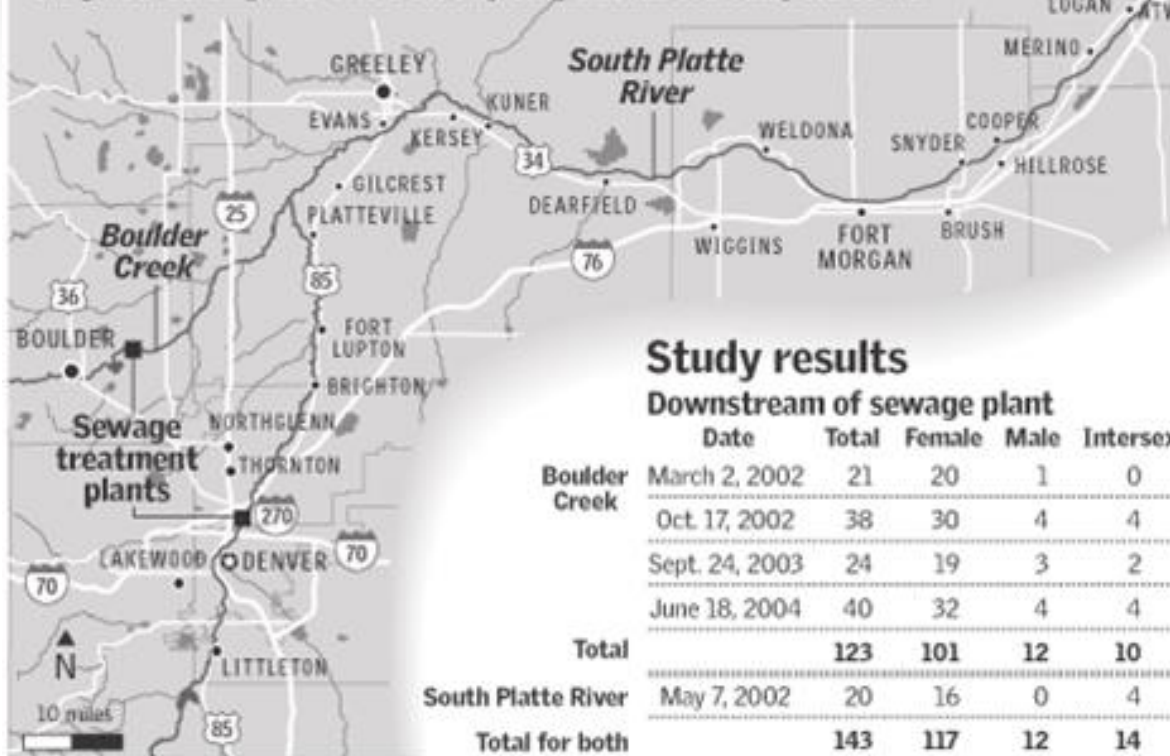 LOGAN
MERINO
GREELEY
South Platte
River
KUNER
EVANS
KERSEY
34
WELDONA
COOPER
SNYDER
HILLROSE
GILCREST
DEARFIELD
25
PLATTEVILLE
Boulder
Creek
WIGGINS
FORT
MORGAN
BRUSH
76
85
36
BOULDER
FORT
LUPTON
BRIGHTON
NORTHGLENN
Sewage
treatment
plants
THORNTON
270
LAKEWOOD
DENVER
70
70
N
LITTLETON
10 miles
85
Study results
Downstream of sewage plant
Date Total Female Male Intersex
Boulder Creek March 2, 2002 21 20 1 0
Oct. 17, 2002 38 30 4 4
Sept. 24, 2003 24 19 3 2
June 18, 2004 40 32 4 4
Total 123 101 12 10
South Platte River May 7, 2002 20 16 0 4
Total for both 143 117 12 14